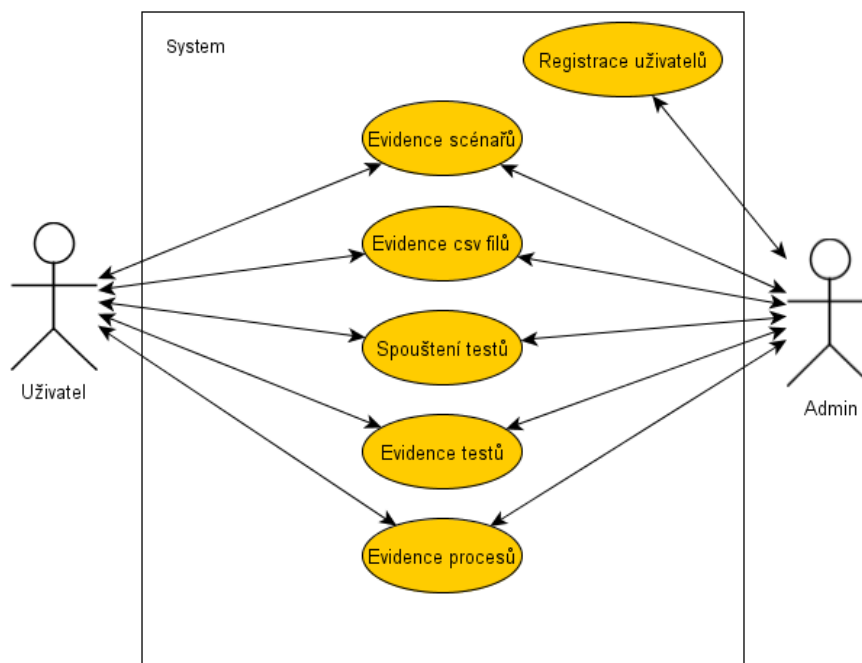 System
Registrace uživatelů
Evidence scénařů
Evidence csv filů
Spouštení testů
Evidence testů
Evidence procesů
Uživatel
Admin